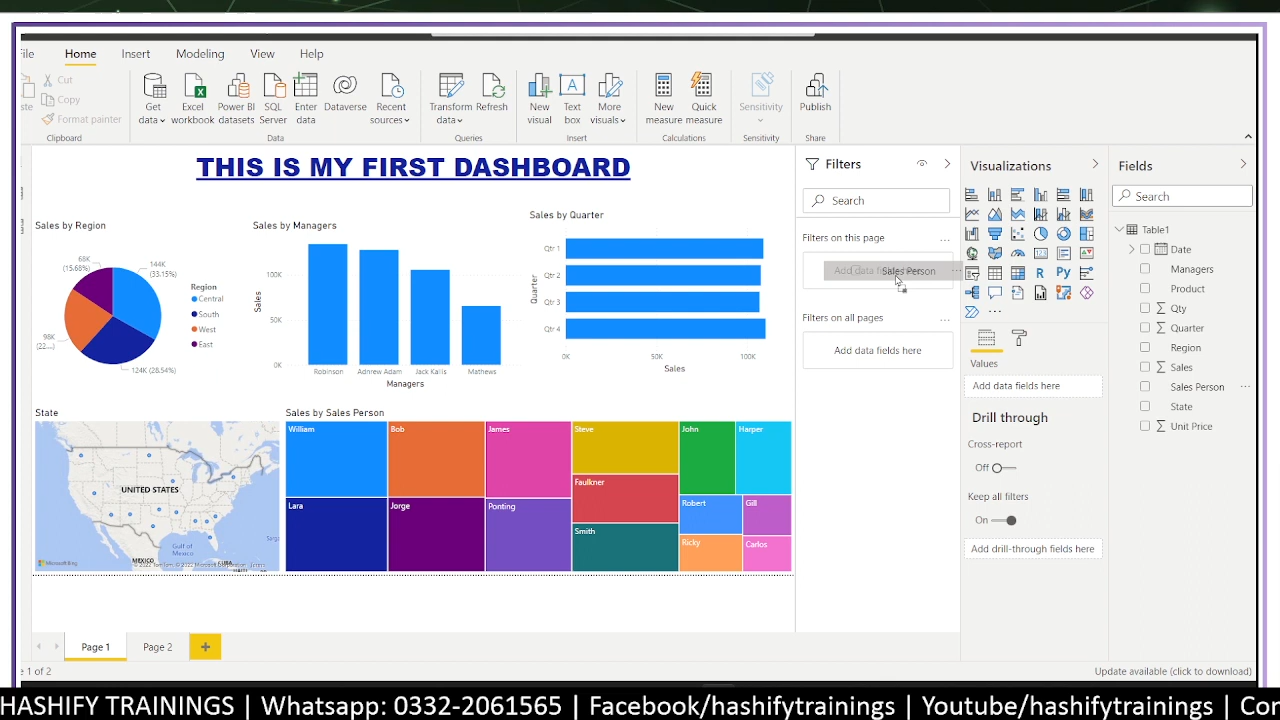 File
Home
Insert
Modeling
View
Help
Cut
Copy
Format painter
Get data
Excel workbook
Power BI datasets
SQL Server
Enter data
Dataverse
Recent sources
Transform data
Refresh
New visual
Text box
More visuals
New measure
Quick measure
Sensitivity
Publish
Clipboard
Data
Queries
Insert
Calculations
Sensitivity
Share
THIS IS MY FIRST DASHBOARD
Sales by Region
68K
(15.68%)
144K
(33.15%)
98K
(22...)
124K (28.54%)
Region
Central
South
West
East
Sales by Managers
Sales
100K
50K
0K
Robinson
Adnrew Adam
Jack Kallis
Mathews
Managers
Sales by Quarter
Quarter
Qtr 1
Qtr 2
Qtr 3
Qtr 4
0K
50K
100K
Sales
State
UNITED STATES
MEXICO
Gulf of
Mexico
CUBA
Microsoft Bing
Sales by Sales Person
William
Bob
James
Steve
John
Harper
Lara
Jorge
Ponting
Faulkner
Smith
Robert
Gill
Ricky
Carlos
Filters
Search
Filters on this page
Add data fields here
Sales Person
Filters on all pages
Add data fields here
Visualizations
R
Py
Values
Add data fields here
Drill through
Cross-report
Off
Keep all filters
On
Add drill-through fields here
Fields
Search
Table1
Date
Managers
Product
Qty
Quarter
Region
Sales
Sales Person
State
Unit Price
Page 1
Page 2
1 of 2
Update available (click to download)
HASHIFY TRAININGS | Whatsapp: 0332-2061565 | Facebook/hashifytrainings | Youtube/hashifytrainings |